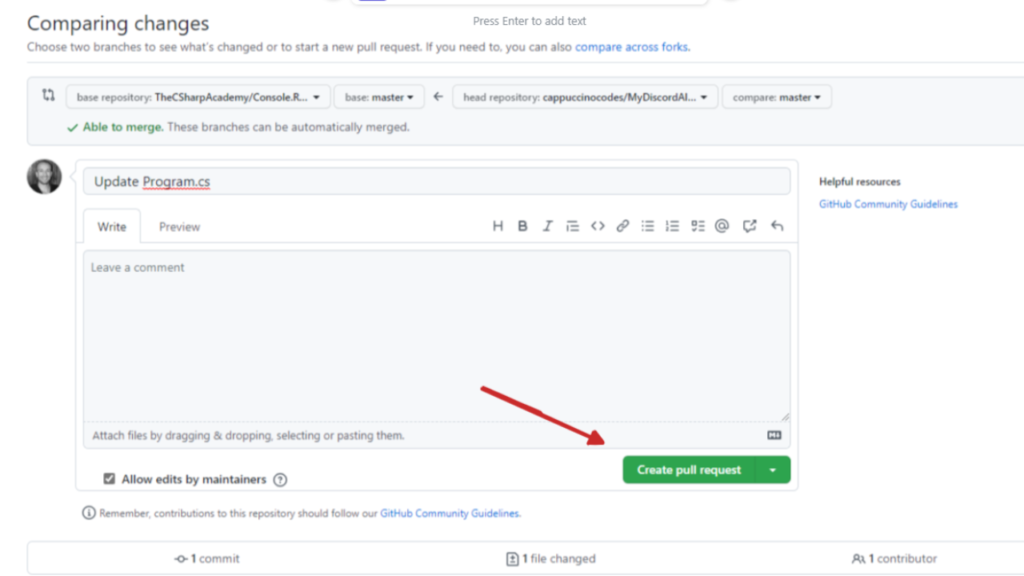 Press Enter to add text
Comparing changes
Choose two branches to see what's changed or to start a new pull request. If you need to, you can also compare across forks.
base repository: TheCSharpAcademy/Console.R... base: master head repository: cappuccinocodes/MyDiscordAI... compare: master
Able to merge. These branches can be automatically merged.
Update Program.cs
Helpful resources
GitHub Community Guidelines
Write Preview H B I
Leave a comment
Attach files by dragging & dropping, selecting or pasting them.
Allow edits by maintainers
Create pull request
Remember, contributions to this repository should follow our GitHub Community Guidelines.
1 commit 1 file changed 1 contributor